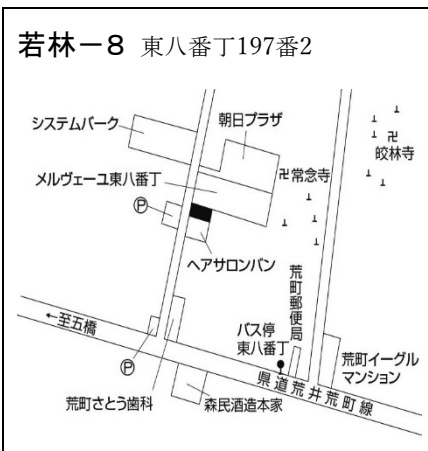 若林－8 東八番丁197番2
システムパーク
朝日プラザ
卍
皎林寺
メルヴェーユ東八番丁
卍常念寺
Ⓟ
ヘアサロンバン
荒町郵便局
←至五橋
バス停
東八番丁
Ⓟ
荒町イーグル
マンション
県道荒井荒町線
荒町さとう歯科
森民酒造本家